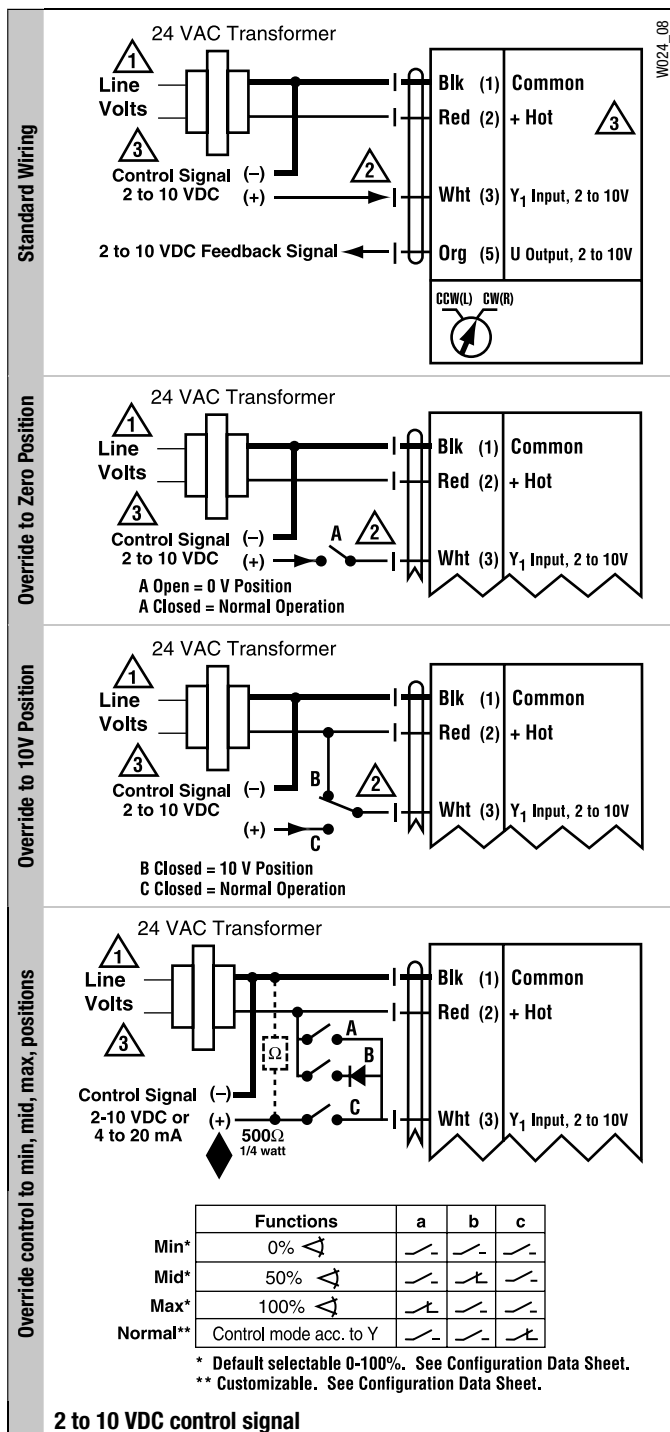 W024_08
Standard Wiring
24 VAC Transformer
1
Line
Volts
3
Control Signal (–)
2 to 10 VDC (+)
2
2 to 10 VDC Feedback Signal
Blk (1) Common
Red (2) + Hot
3
Wht (3) Y1 Input, 2 to 10V
Org (5) U Output, 2 to 10V
CCW(L) CW(R)
Override to Zero Position
24 VAC Transformer
1
Line
Volts
3
Control Signal (–)
2 to 10 VDC (+)
A
2
A Open = 0 V Position
A Closed = Normal Operation
Blk (1) Common
Red (2) + Hot
Wht (3) Y1 Input, 2 to 10V
Override to 10V Position
24 VAC Transformer
1
Line
Volts
3
Control Signal (–)
2 to 10 VDC
(+)
B
C
2
B Closed = 10 V Position
C Closed = Normal Operation
Blk (1) Common
Red (2) + Hot
Wht (3) Y1 Input, 2 to 10V
Override control to min, mid, max, positions
24 VAC Transformer
1
Line
Volts
3
Control Signal (–)
2-10 VDC or (+)
4 to 20 mA
Ω
500Ω
1/4 watt
A
B
C
Blk (1) Common
Red (2) + Hot
Wht (3) Y1 Input, 2 to 10V
Functions a b c
Min* 0%
Mid* 50%
Max* 100%
Normal** Control mode acc. to Y
* Default selectable 0-100%. See Configuration Data Sheet.
** Customizable. See Configuration Data Sheet.
2 to 10 VDC control signal